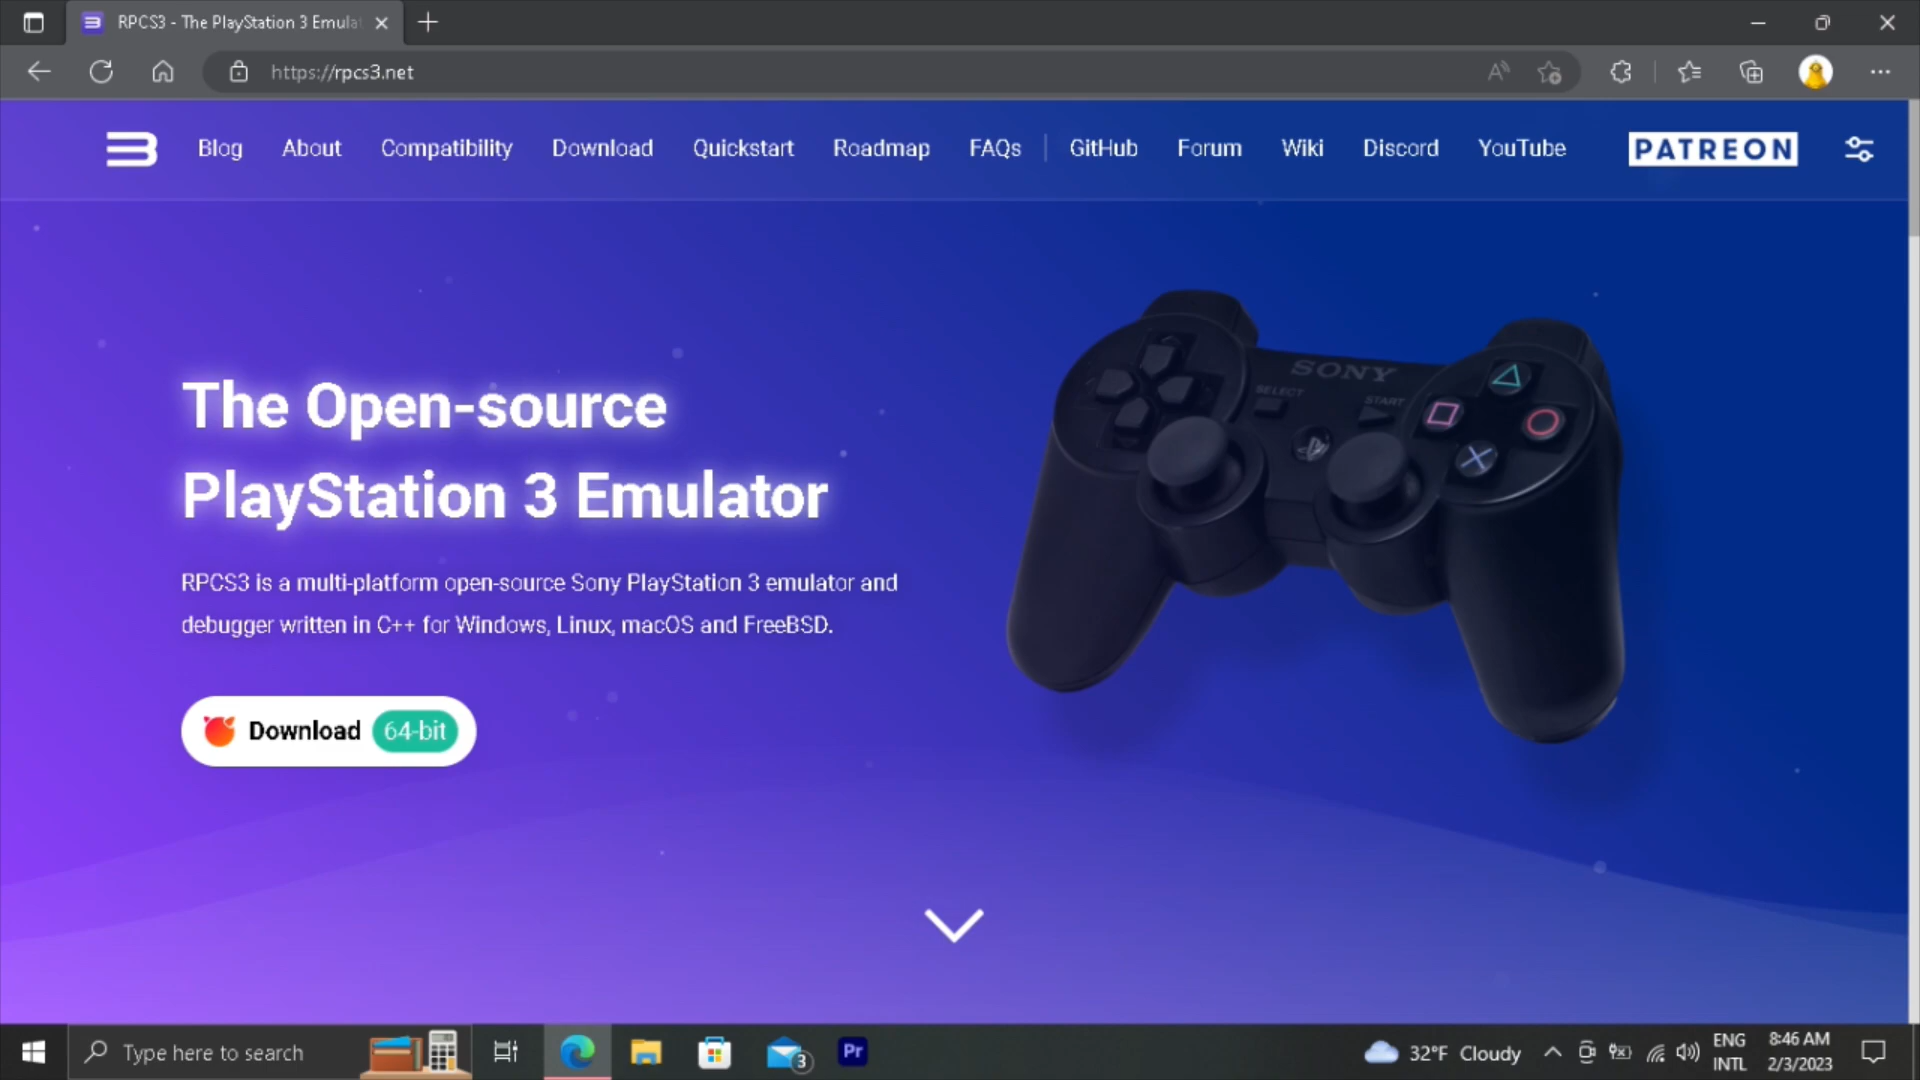 RPCS3 - The PlayStation 3 Emula
https://rpcs3.net
Blog About Compatibility Download Quickstart Roadmap FAQs GitHub Forum Wiki Discord YouTube PATREON
SONY
SELECT START
The Open-source
PlayStation 3 Emulator
RPCS3 is a multi-platform open-source Sony PlayStation 3 emulator and
debugger written in C++ for Windows, Linux, macOS and FreeBSD.
Download 64-bit
Type here to search
3
Pr
32°F Cloudy
ENG
INTL
8:46 AM
2/3/2023